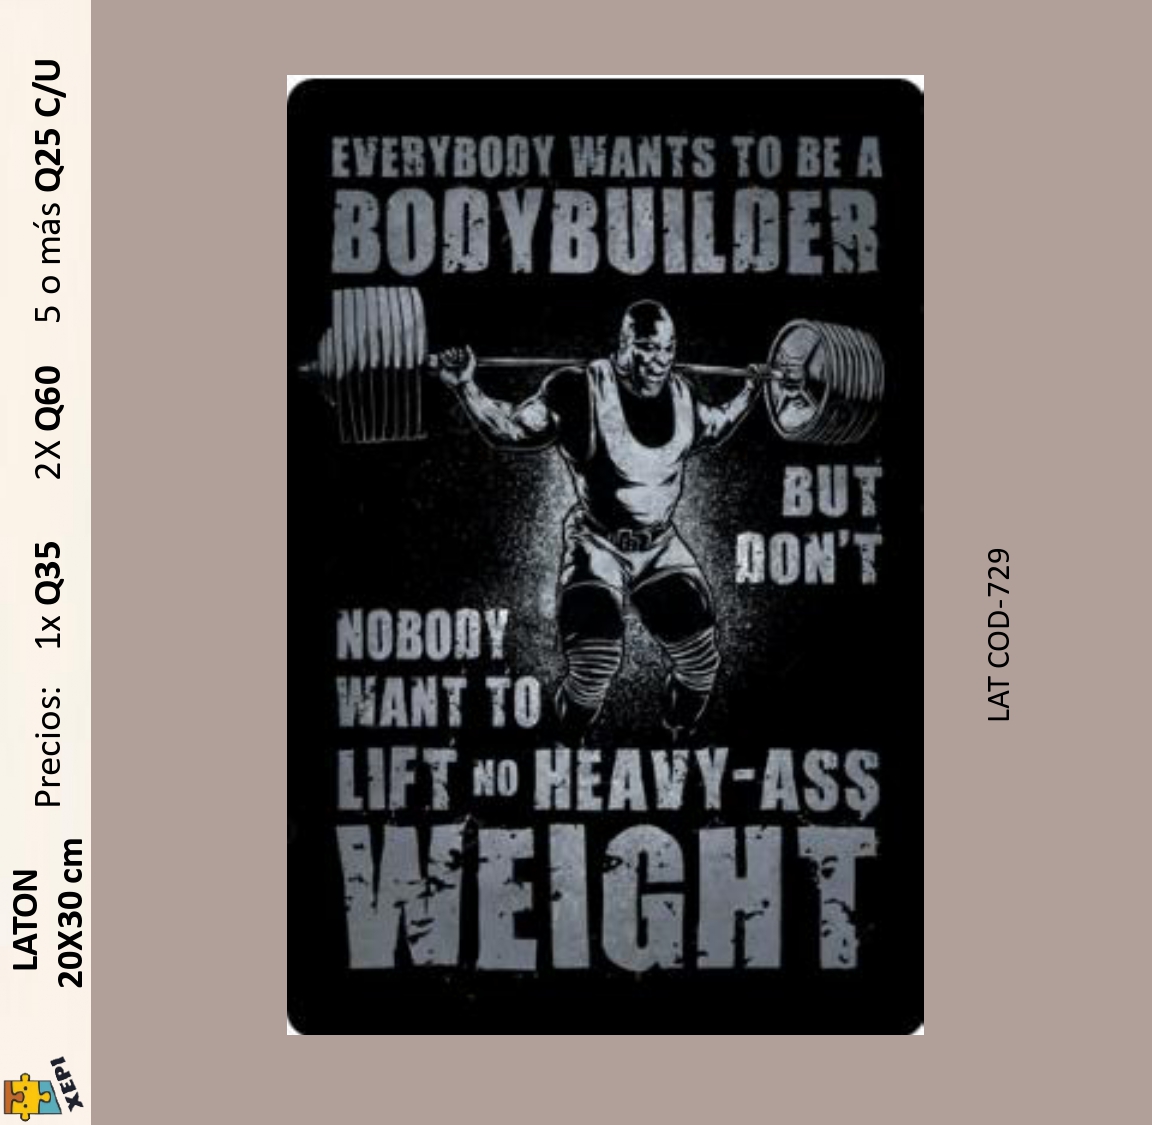 LATON
20X30 cm
Precios: 1x Q35 2X Q60 5 o más Q25 C/U
XEPI
EVERYBODY WANTS TO BE A
BODYBUILDER
BUT
DON'T
NOBODY
WANT TO
LIFT NO HEAVY-ASS
WEIGHT
LAT COD-729